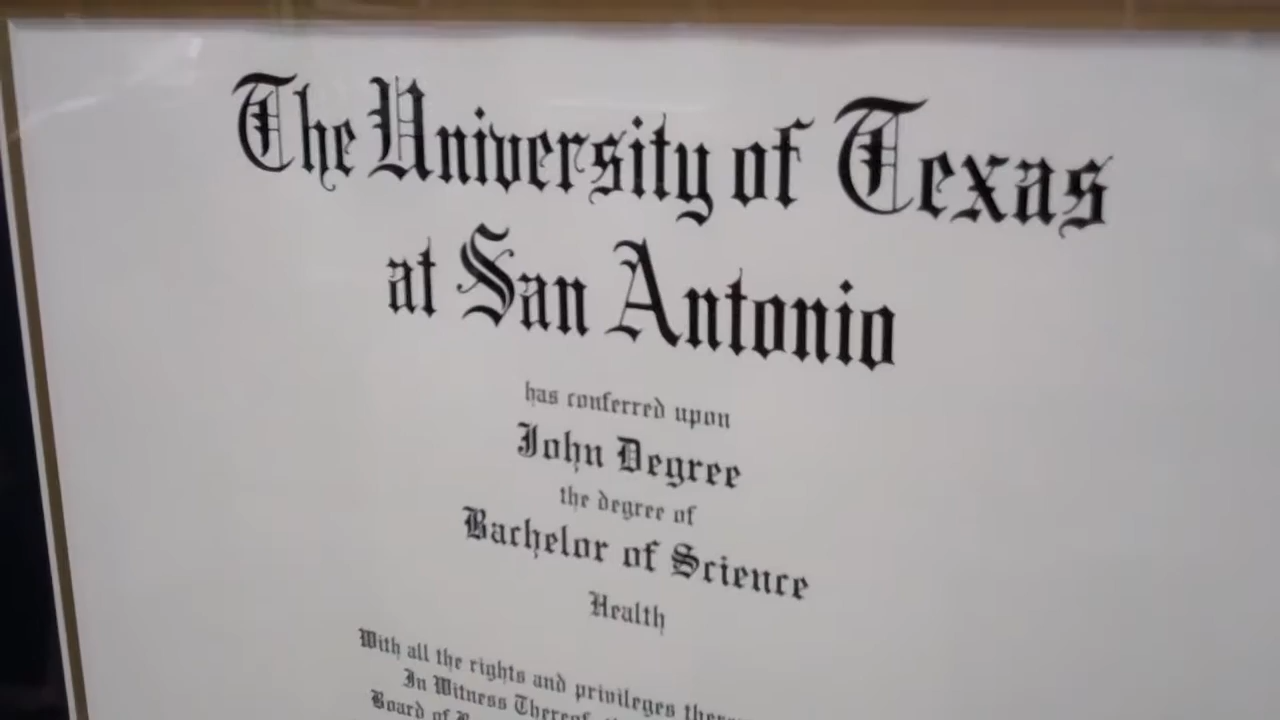 The University of Texas
at San Antonio
has conferred upon
John Degree
the degree of
Bachelor of Science
Health
With all the rights and privileges
In Witness Thereof,
Board of